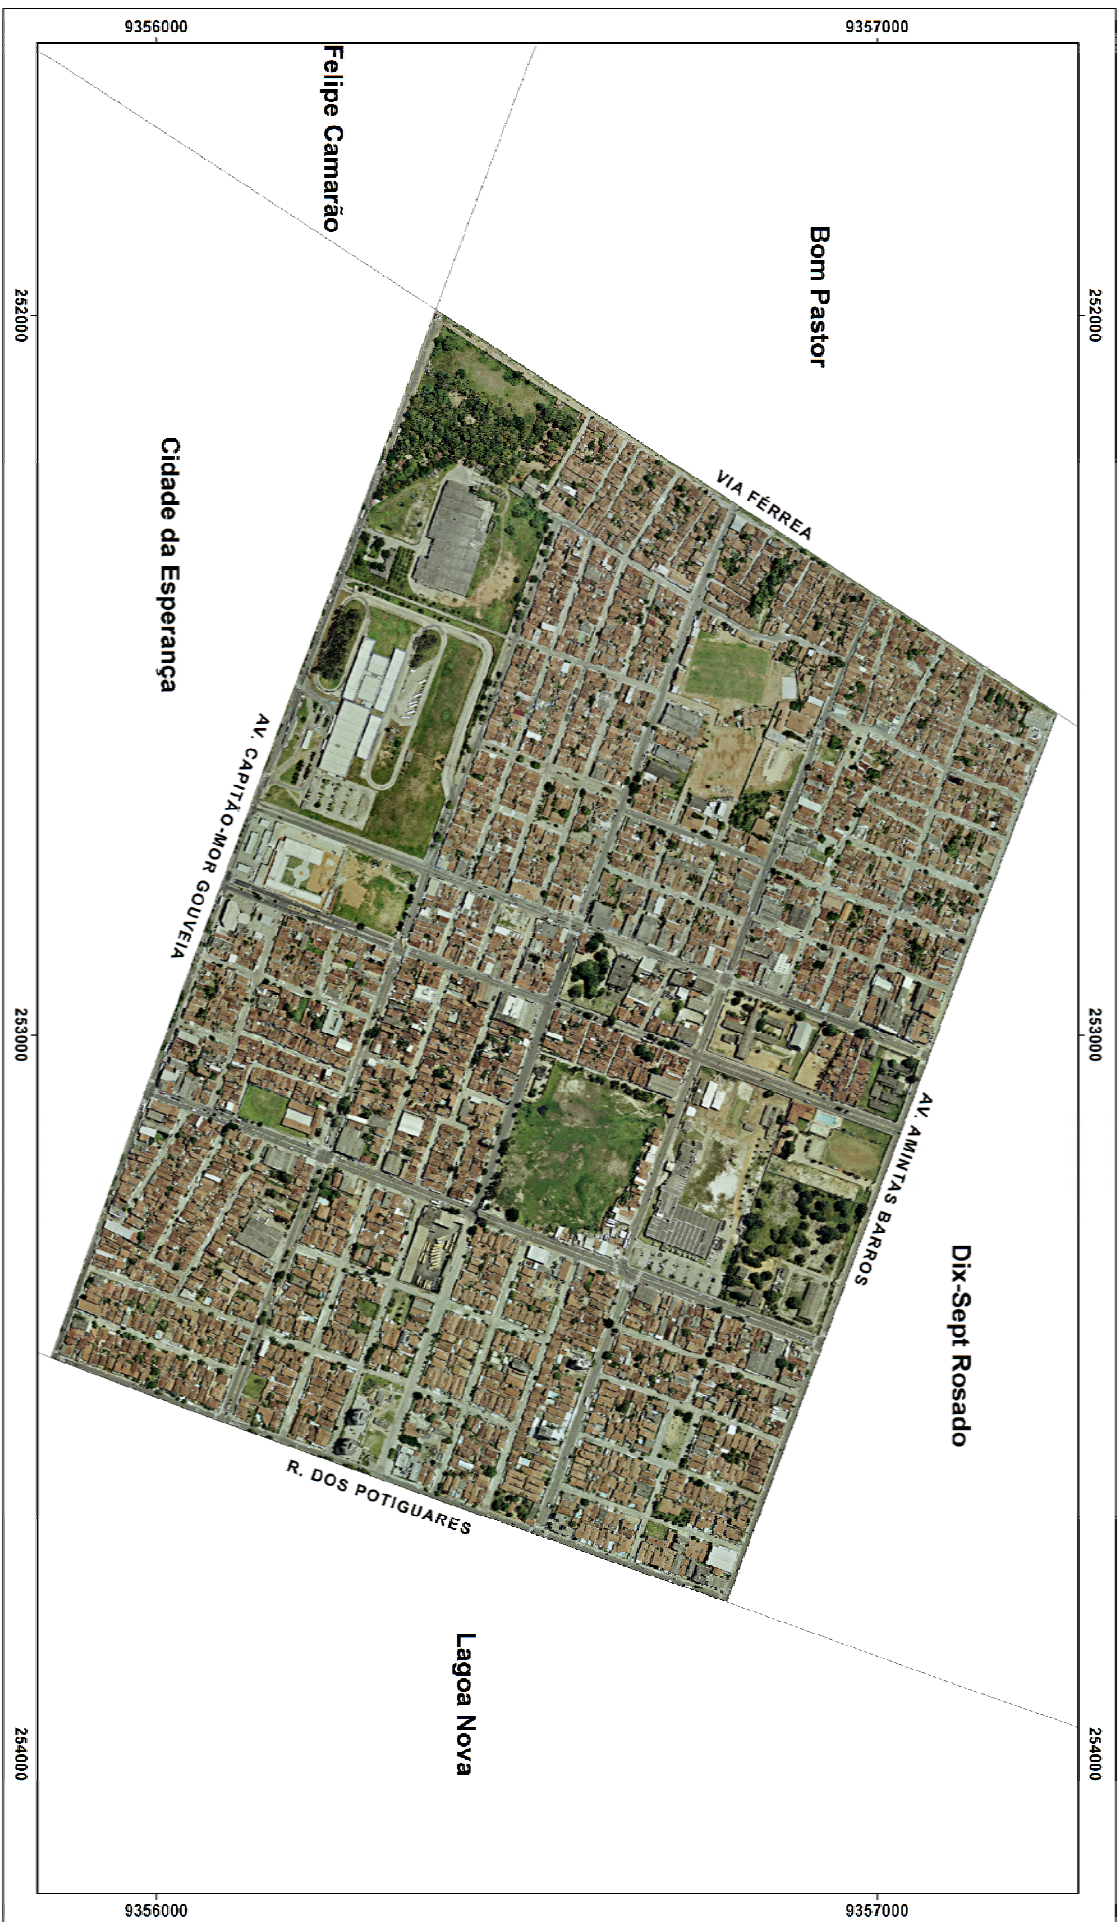 9356000
9357000
Felipe Camarão
Bom Pastor
252000
252000
Cidade da Esperança
VIA FÉRREA
AV. CAPITÃO-MOR GOUVEIA
253000
253000
AV. AMINTAS BARROS
Dix-Sept Rosado
R. DOS POTIGUARES
Lagoa Nova
254000
254000
9356000
9357000